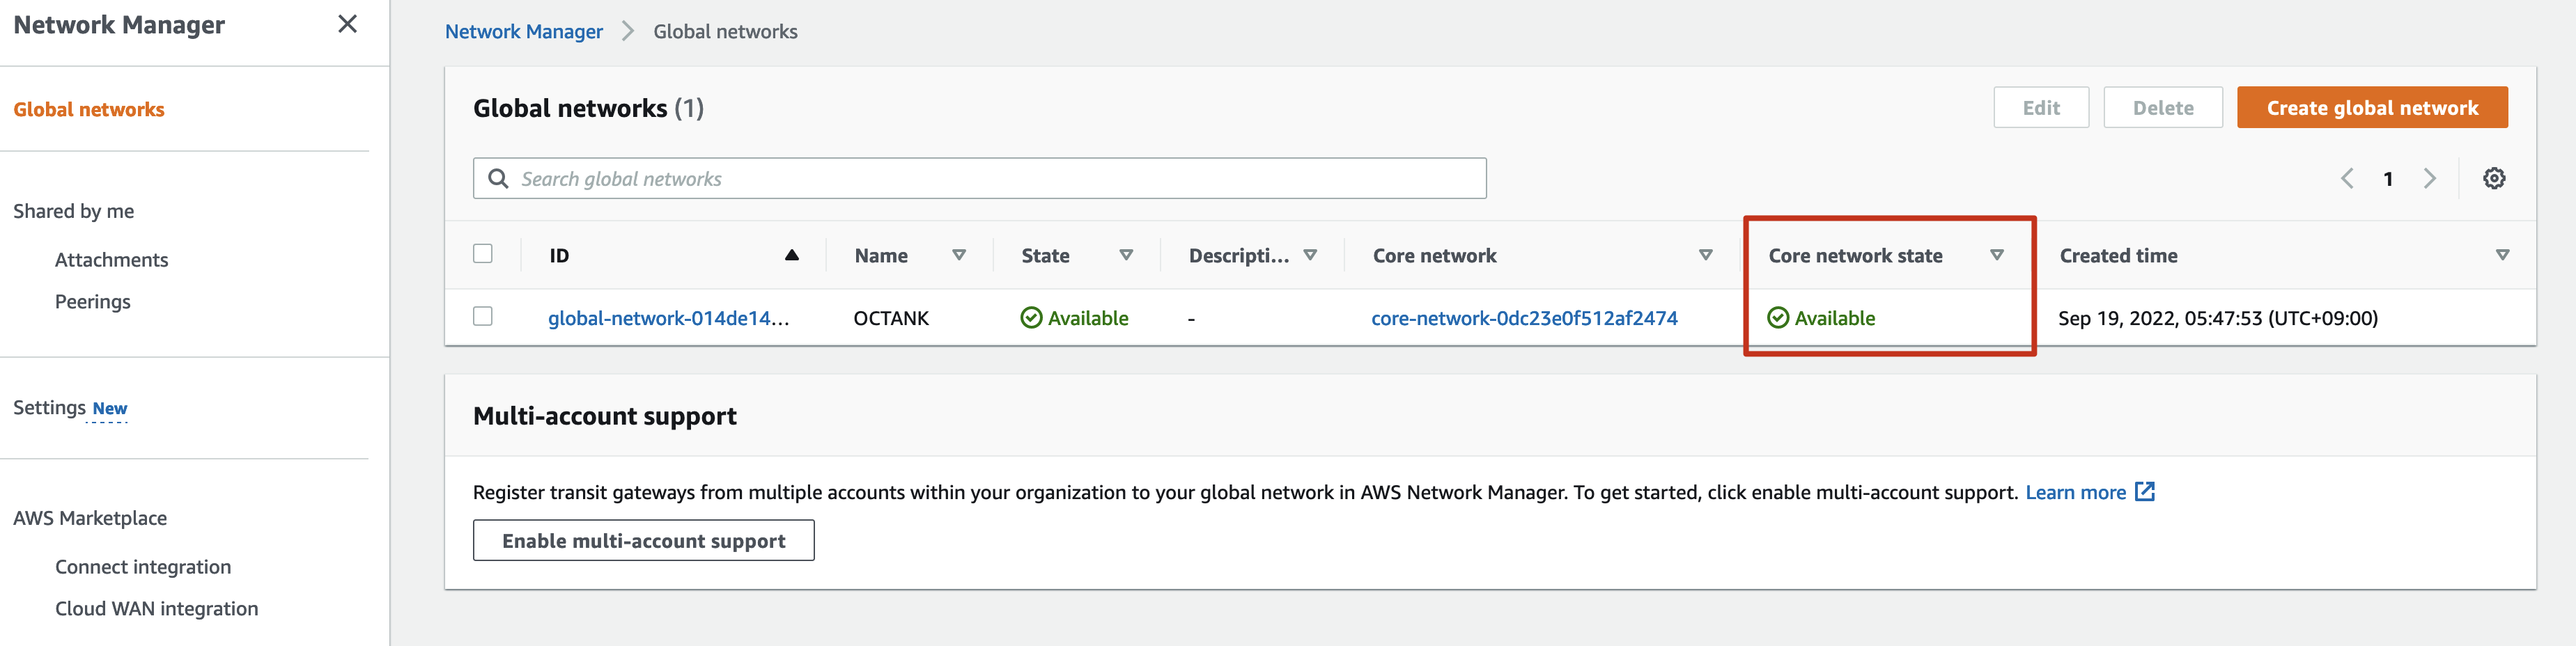 Network Manager
Global networks
Shared by me
Attachments
Peerings
Settings New
AWS Marketplace
Connect integration
Cloud WAN integration
Network Manager Global networks
Global networks (1)
Edit Delete Create global network
Search global networks
1
ID Name State Descripti... Core network Core network state Created time
global-network-014de14... OCTANK Available - core-network-0dc23e0f512af2474 Available Sep 19, 2022, 05:47:53 (UTC+09:00)
Multi-account support
Register transit gateways from multiple accounts within your organization to your global network in AWS Network Manager. To get started, click enable multi-account support. Learn more
Enable multi-account support